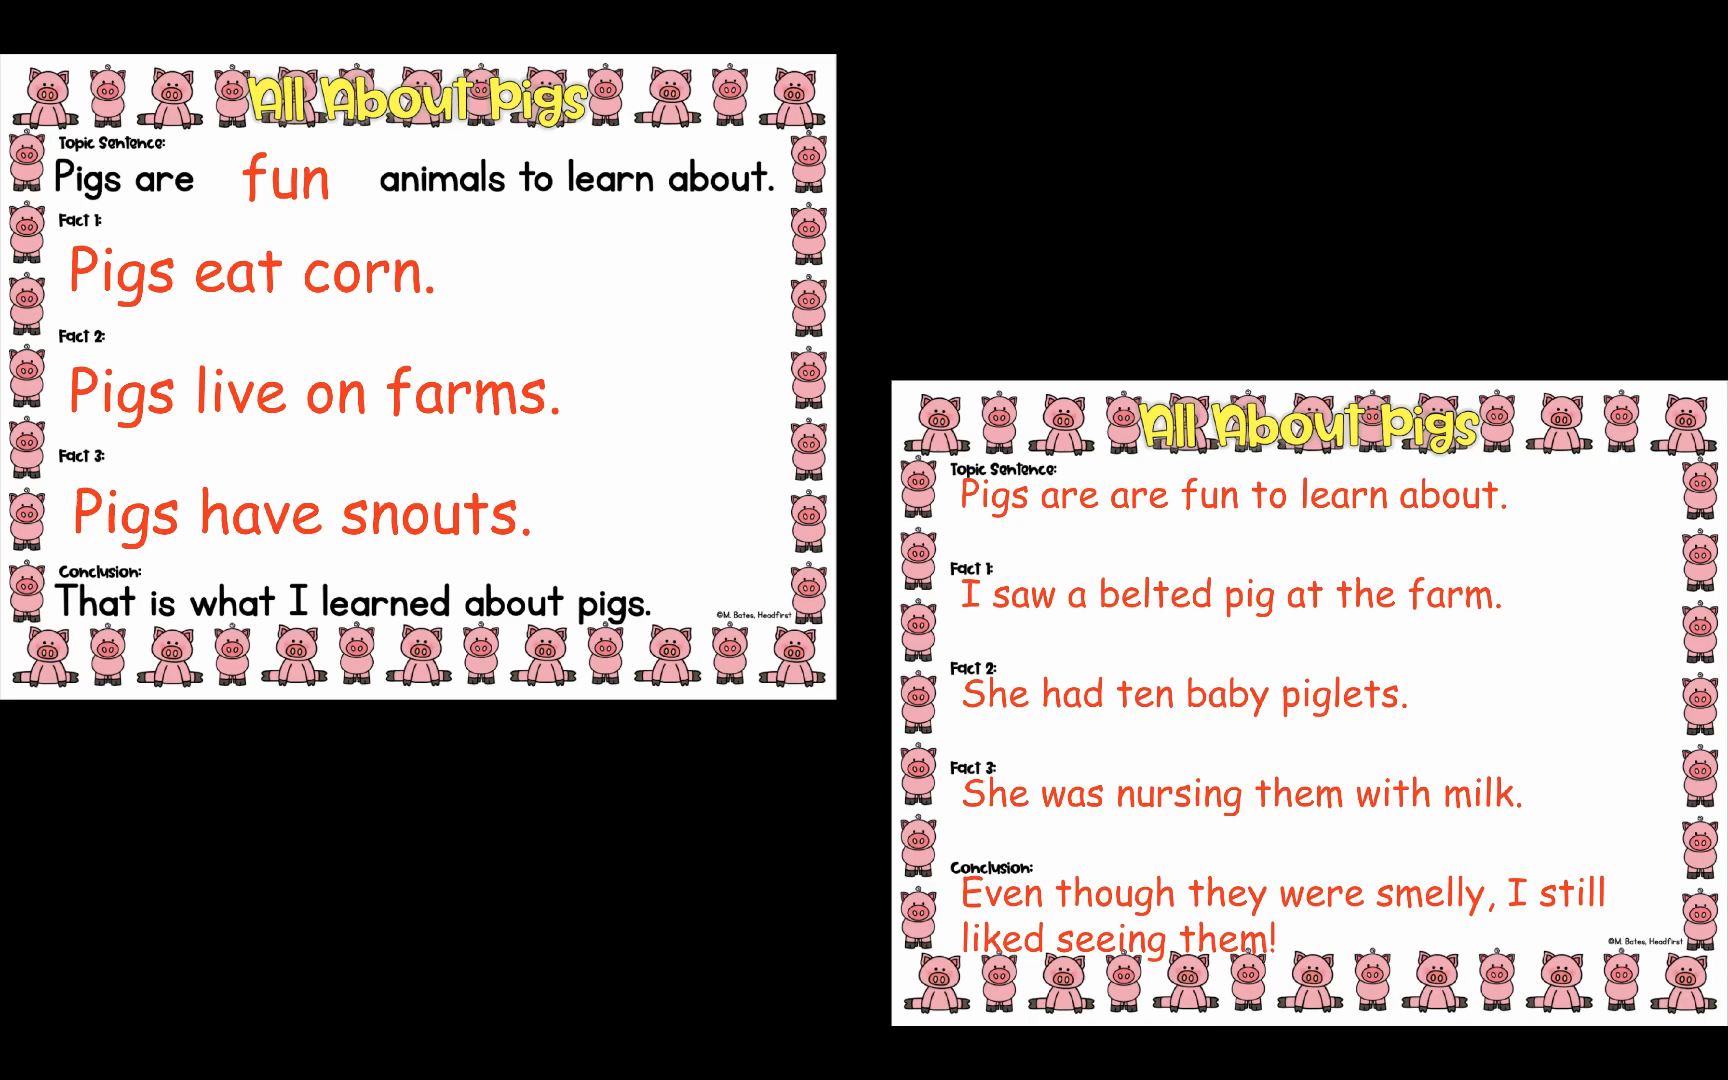 All About Pigs
Topic Sentence:
Pigs are fun animals to learn about.
Fact 1:
Pigs eat corn.
Fact 2:
Pigs live on farms.
Fact 3:
Pigs have snouts.
Conclusion:
That is what I learned about pigs.
©M. Bates, Headfirst
All About Pigs
Topic Sentence:
Pigs are are fun to learn about.
Fact 1:
I saw a belted pig at the farm.
Fact 2:
She had ten baby piglets.
Fact 3:
She was nursing them with milk.
Conclusion:
Even though they were smelly, I still
liked seeing them!
©M. Bates, Headfirst